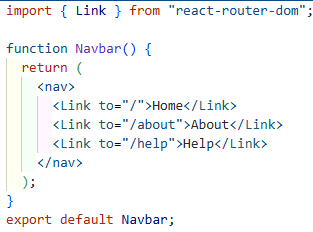 import { Link } from "react-router-dom";
function Navbar() {
  return (
    <nav>
      <Link to="/">Home</Link>
      <Link to="/about">About</Link>
      <Link to="/help">Help</Link>
    </nav>
  );
}
export default Navbar;